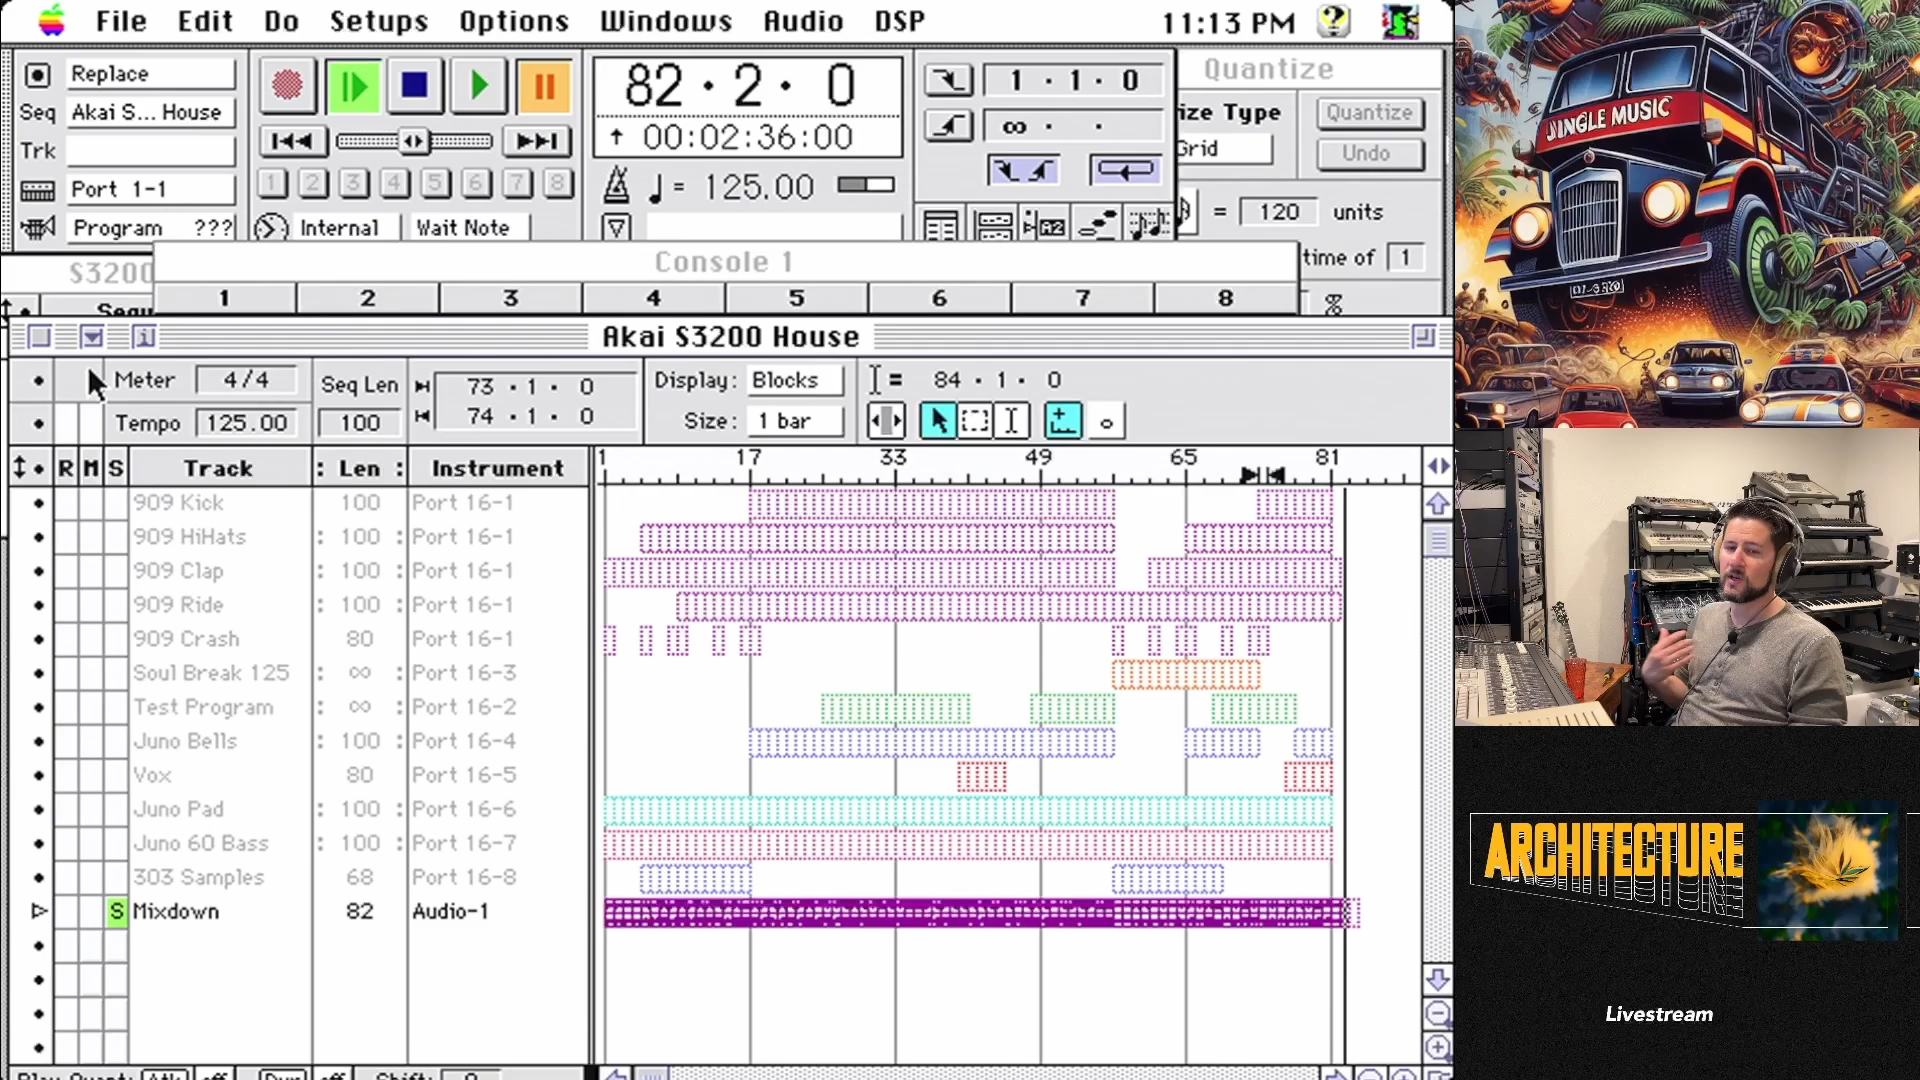 File Edit Do Setups Options Windows Audio DSP 11:13 PM
Replace
Seq Akai S... House
Trk
Port 1-1
Program ???
1 2 3 4 5 6 7 8
Internal Wait Note
82 · 2 · 0
00:02:36:00
= 125.00
1 · 1 · 0
∞ · ·
Quantize
ize Type Quantize
Grid Undo
= 120 units
time of 1
%
S3200
Console 1
1 2 3 4 5 6 7 8
Akai S3200 House
Meter 4/4 Seq Len 73 · 1 · 0 Display: Blocks = 84 · 1 · 0
Tempo 125.00 100 74 · 1 · 0 Size: 1 bar
R M S Track : Len : Instrument 1 17 33 49 65 81
909 Kick 100 Port 16-1
909 HiHats : 100 : Port 16-1
909 Clap : 100 : Port 16-1
909 Ride : 100 : Port 16-1
909 Crash 80 Port 16-1
Soul Break 125 : ∞ Port 16-3
Test Program : ∞ : Port 16-2
Juno Bells : 100 : Port 16-4
Vox 80 Port 16-5
Juno Pad : 100 : Port 16-6
Juno 60 Bass : 100 : Port 16-7
303 Samples 68 Port 16-8
S Mixdown 82 Audio-1
JINGLE MUSIC
ARCHITECTURE
Livestream